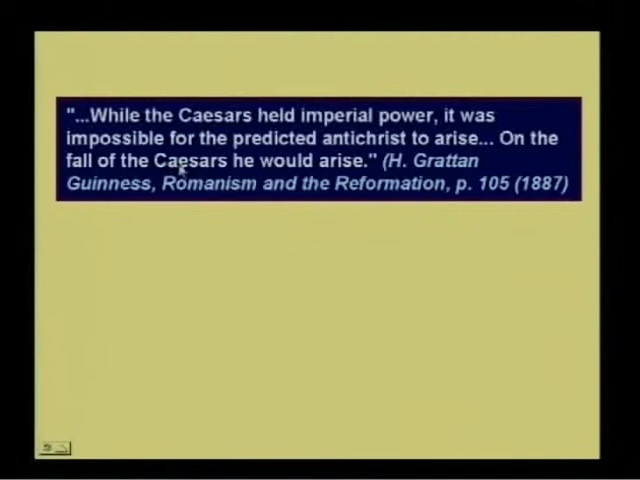 "...While the Caesars held imperial power, it was
impossible for the predicted antichrist to arise... On the
fall of the Caesars he would arise." (H. Grattan
Guinness, Romanism and the Reformation, p. 105 (1887)